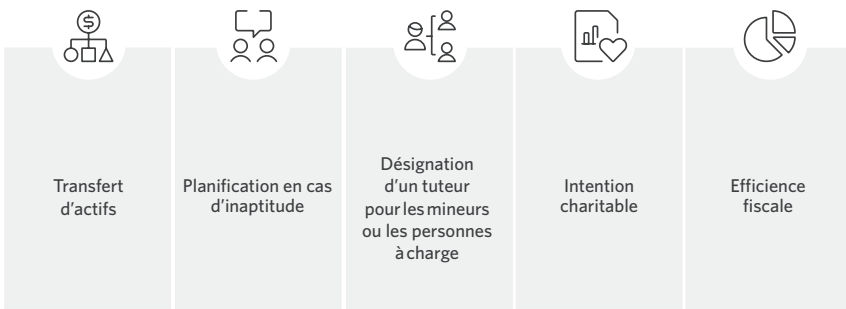 $
Transfert
d'actifs
Planification en cas
d'inaptitude
Désignation
d'un tuteur
pour les mineurs
ou les personnes
à charge
Intention
charitable
Efficience
fiscale